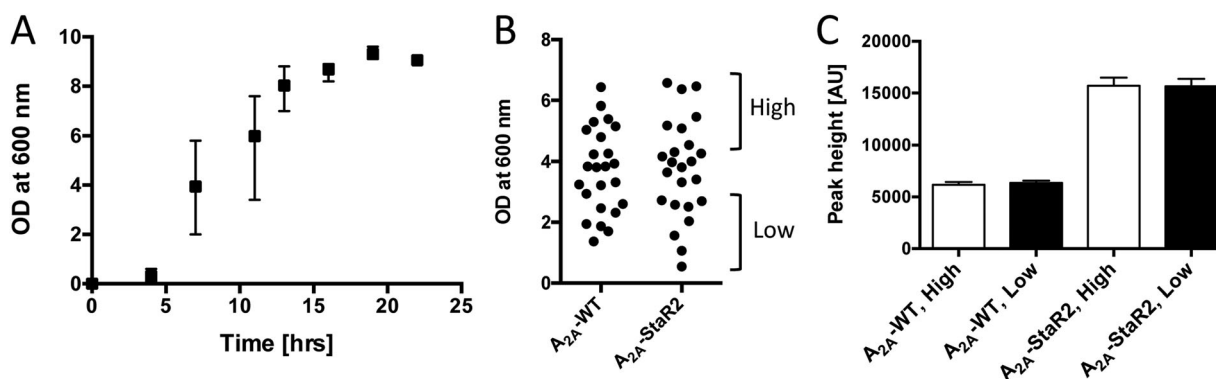 A
OD at 600 nm
10
8
6
4
2
0
0
5
10
15
20
25
Time [hrs]
B
OD at 600 nm
8
6
4
2
0
High
Low
A2A-WT
A2A-StaR2
C
Peak height [AU]
20000
15000
10000
5000
0
A2A-WT, High
A2A-WT, Low
A2A-StaR2, High
A2A-StaR2, Low